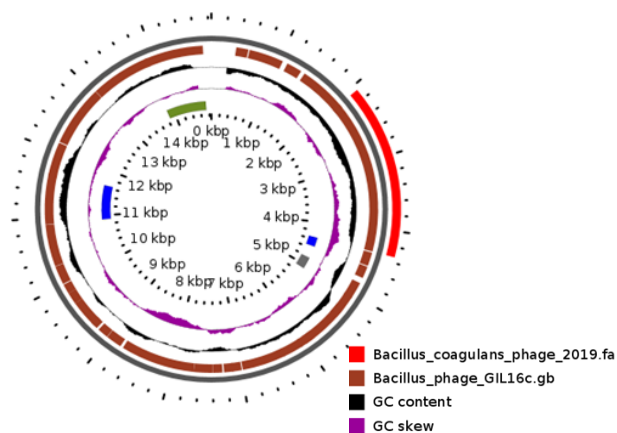 0 kbp
1 kbp
2 kbp
3 kbp
4 kbp
5 kbp
6 kbp
7 kbp
8 kbp
9 kbp
10 kbp
11 kbp
12 kbp
13 kbp
14 kbp
Bacillus_coagulans_phage_2019.fa
Bacillus_phage_GIL16c.gb
GC content
GC skew